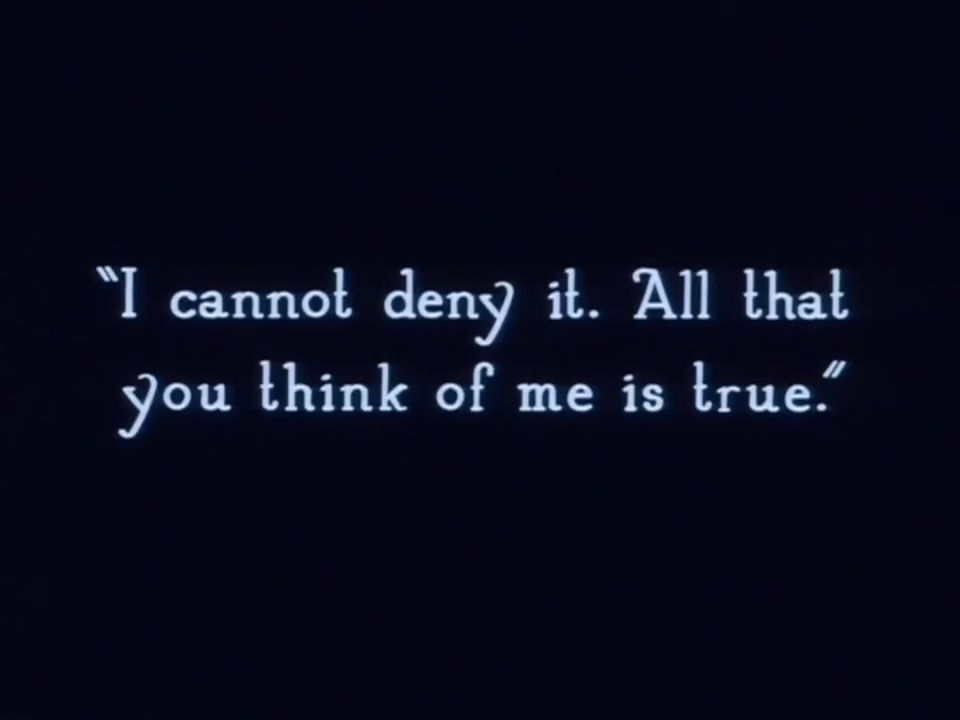 “I cannot deny it. All that
you think of me is true.”